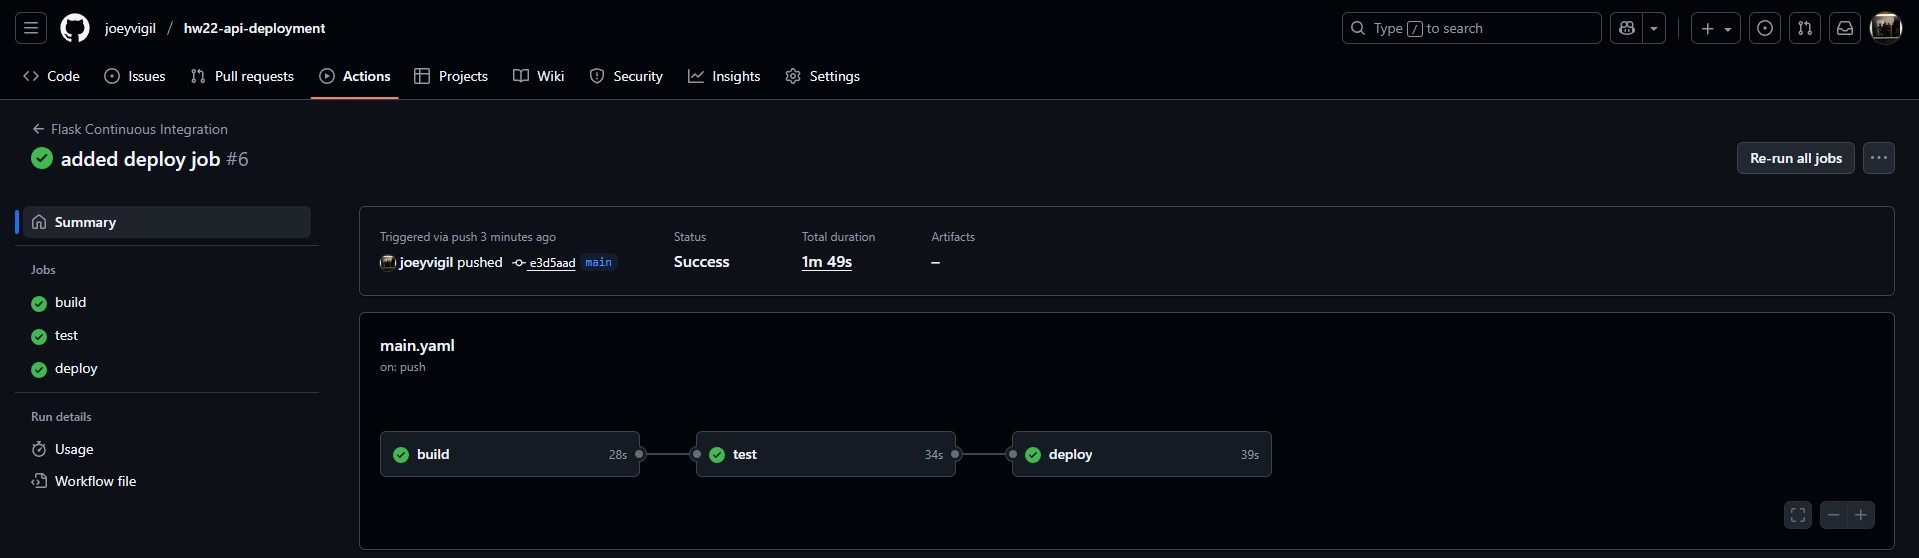 joeyvigil / hw22-api-deployment
Type / to search
Code Issues Pull requests Actions Projects Wiki Security Insights Settings
Flask Continuous Integration
added deploy job #6
Re-run all jobs
Summary
Jobs
build
test
deploy
Run details
Usage
Workflow file
Triggered via push 3 minutes ago
joeyvigil pushed e3d5aad main
Status
Success
Total duration
1m 49s
Artifacts
–
main.yaml
on: push
build 28s
test 34s
deploy 39s